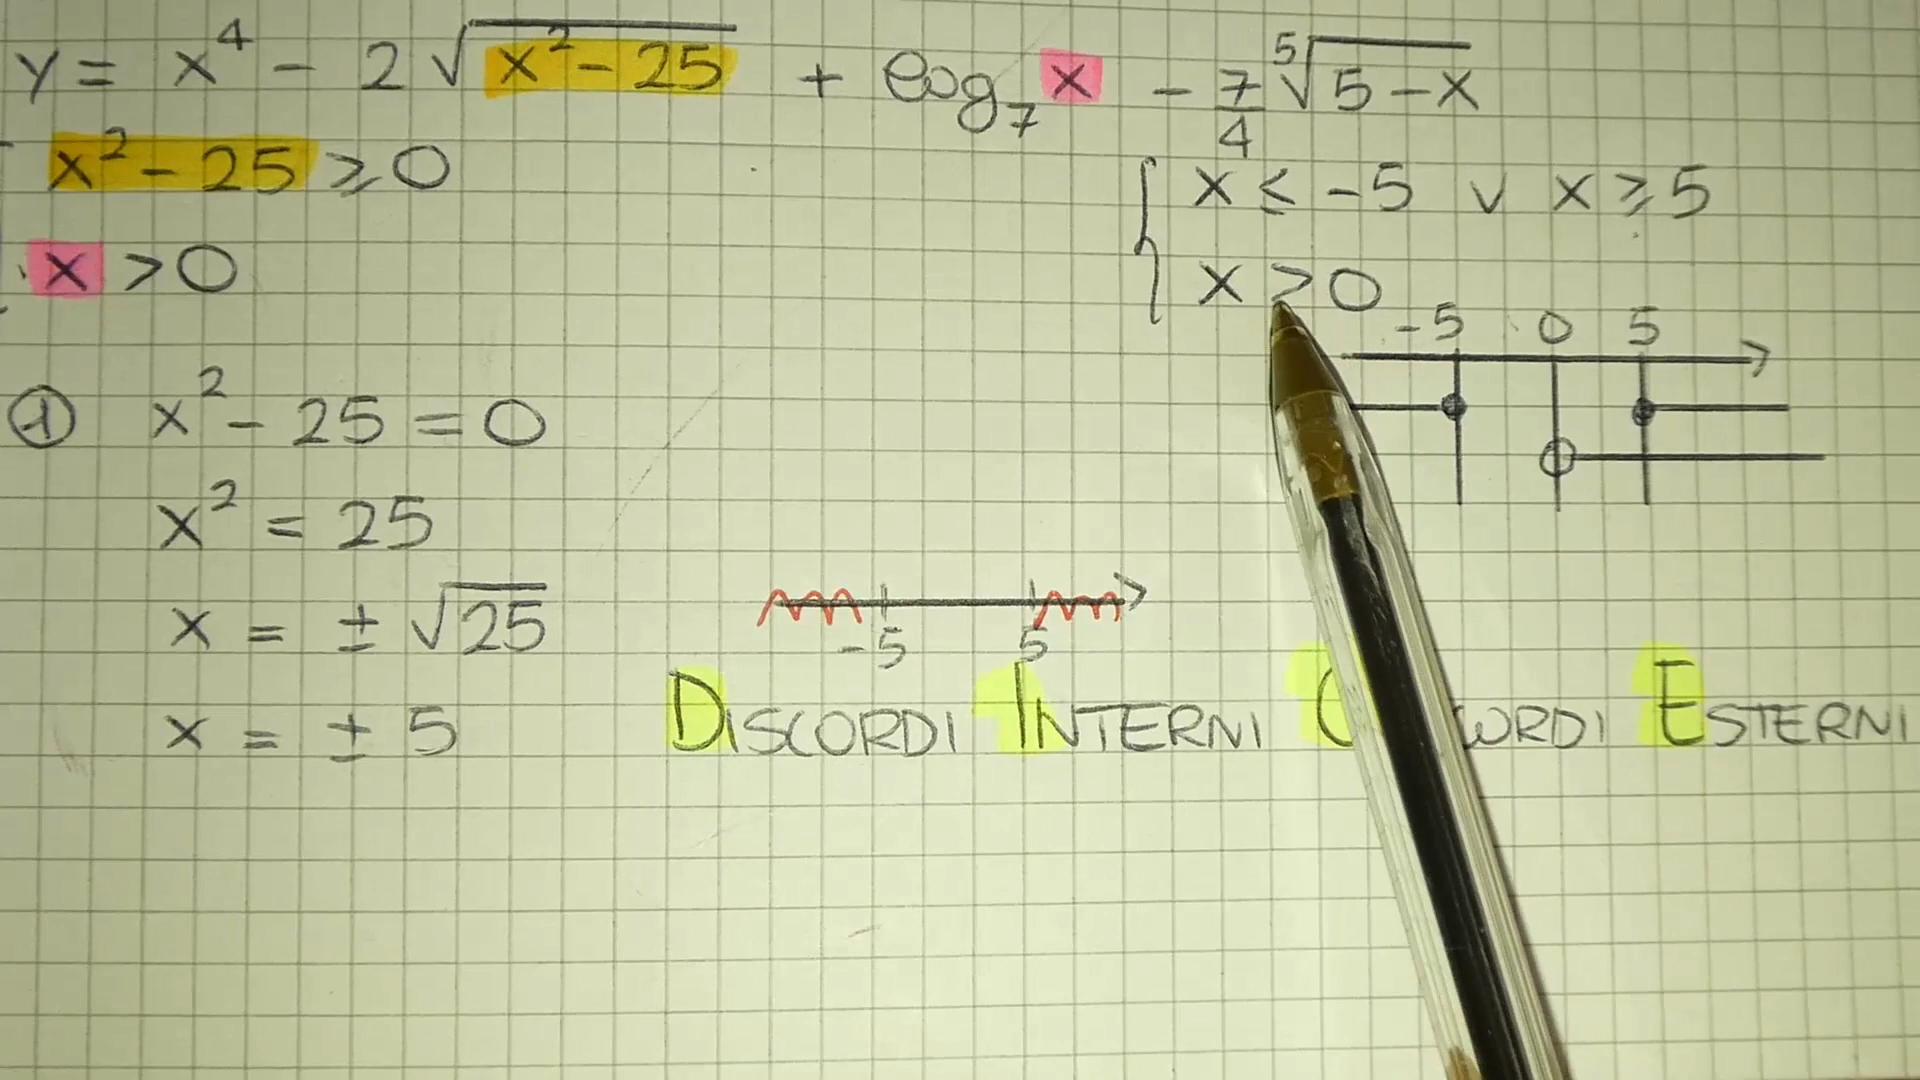 y = x⁴ - 2√(x² - 25) + log₇ x - 7/4 ⁵√(5 - x)
x² - 25 ≥ 0
x > 0
{ x ≤ -5 ∨ x ≥ 5
x > 0
-5 0 5
① x² - 25 = 0
x² = 25
x = ± √25
x = ± 5
-5 5
DISCORDI INTERNI ESTERNI